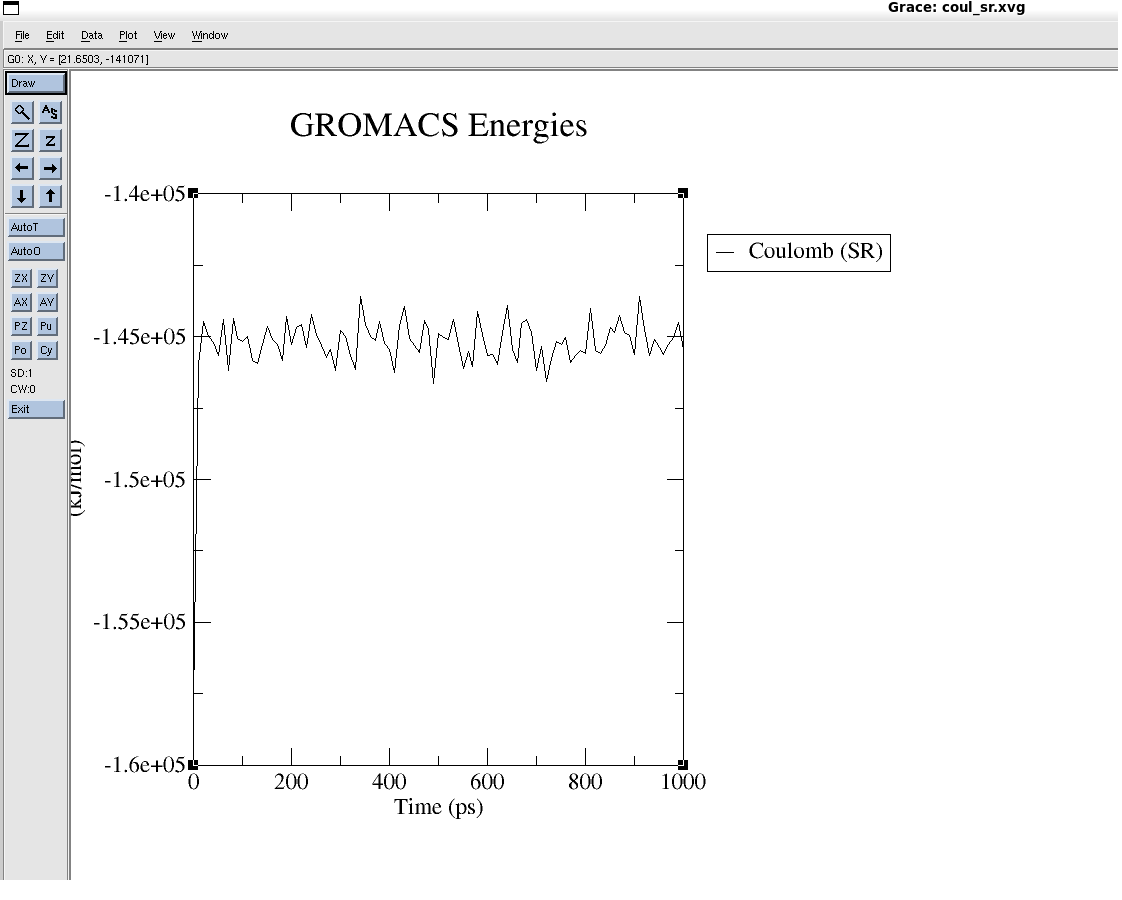 Grace: coul_sr.xvg
File Edit Data Plot View Window
G0: X, Y = [21.6503, -141071]
Draw
AS
Z z
AutoT
AutoO
ZX ZY
AX AY
PZ Pu
Po Cy
SD:1
CW:0
Exit
GROMACS Energies
-1.4e+05
-1.45e+05
-1.5e+05
-1.55e+05
-1.6e+05
(kJ/mol)
Coulomb (SR)
0 200 400 600 800 1000
Time (ps)